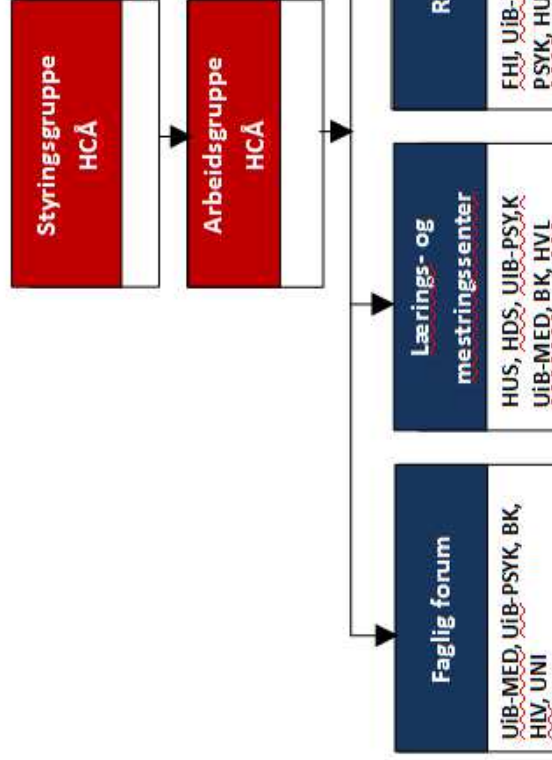 Styringsgruppe
HCÅ
Arbeidsgruppe
HCÅ
Faglig forum
UiB-MED, UiB-PSYK, BK,
HLV, UNI
Lærings- og
mestringssenter
HUS, HDS, UIB-PSY,K
UiB-MED, BK, HVL
R
FHI, UiB-
PSYK, HU